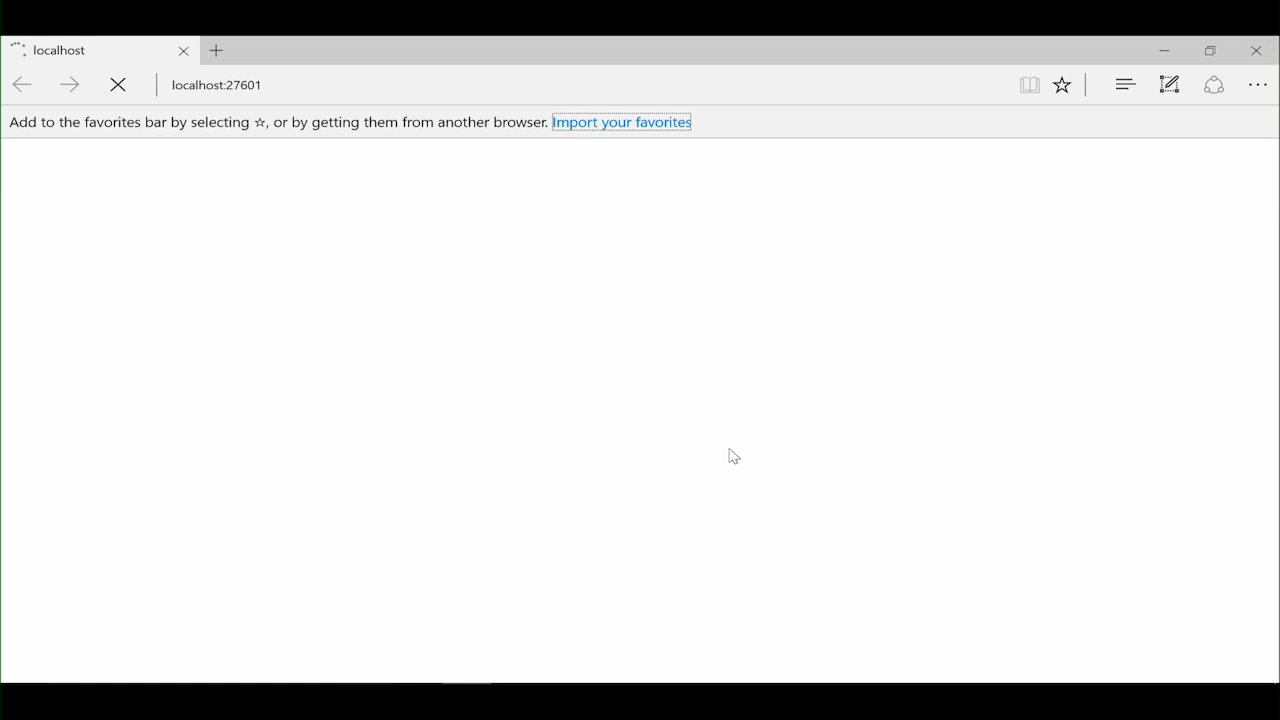 localhost
localhost:27601
Add to the favorites bar by selecting ☆, or by getting them from another browser. Import your favorites